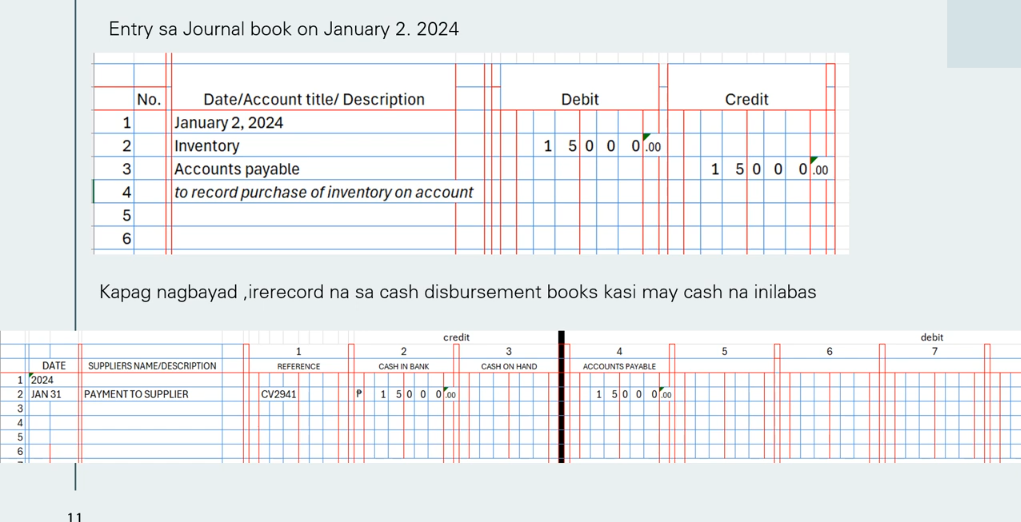 Entry sa Journal book on January 2. 2024
No. Date/Account title/ Description Debit Credit
1 January 2, 2024
2 Inventory 1 5 0 0 0 .00
3 Accounts payable 1 5 0 0 0 .00
4 to record purchase of inventory on account
5
6
Kapag nagbayad ,irerecord na sa cash disbursement books kasi may cash na inilabas
credit debit
1 2 3 4 5 6 7
DATE SUPPLIERS NAME/DESCRIPTION REFERENCE CASH IN BANK CASH ON HAND ACCOUNTS PAYABLE
1 2024
2 JAN 31 PAYMENT TO SUPPLIER CV2941 ₱ 1 5 0 0 0 .00 1 5 0 0 0 .00
3
4
5
6
11